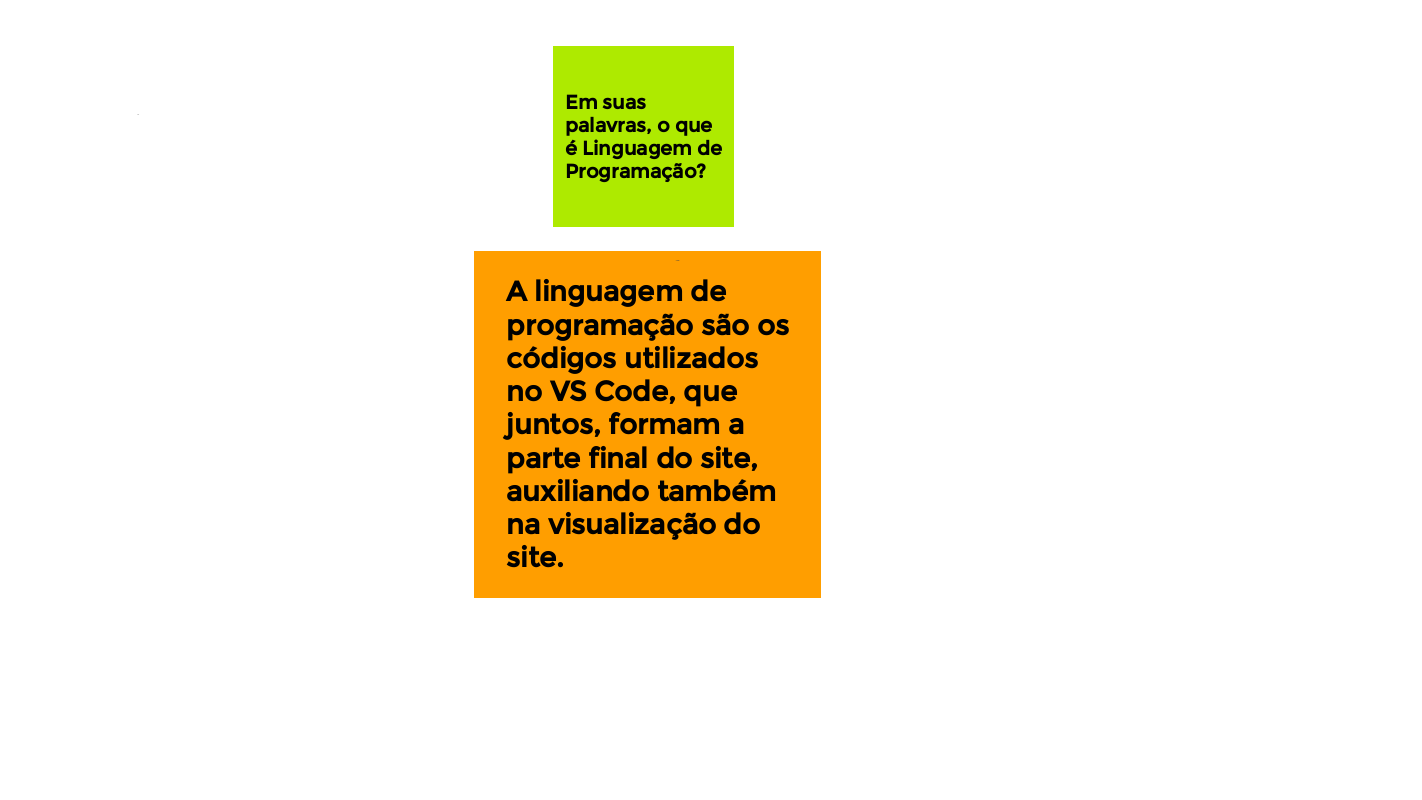 Em suas
palavras, o que
é Linguagem de
Programação?
A linguagem de
programação são os
códigos utilizados
no VS Code, que
juntos, formam a
parte final do site,
auxiliando também
na visualização do
site.